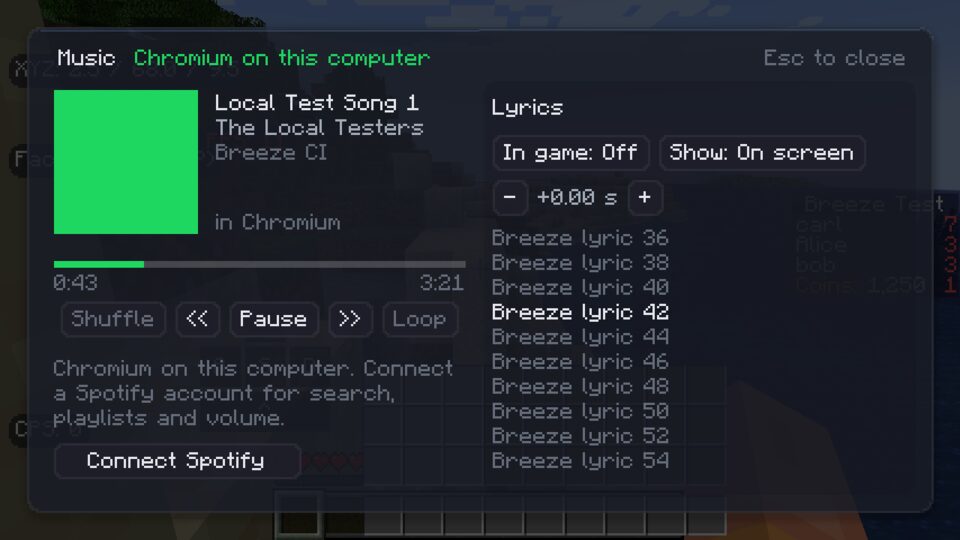 Music Chromium on this computer
Esc to close
Local Test Song 1
The Local Testers
Breeze CI
in Chromium
0:43
3:21
Shuffle << Pause >> Loop
Chromium on this computer. Connect
a Spotify account for search,
playlists and volume.
Connect Spotify
Lyrics
In game: Off Show: On screen
- +0.00 s +
Breeze lyric 36
Breeze lyric 38
Breeze lyric 40
Breeze lyric 42
Breeze lyric 44
Breeze lyric 46
Breeze lyric 48
Breeze lyric 50
Breeze lyric 52
Breeze lyric 54
Breeze Test
carl 7
Alice 3
bob 3
Coins: 1,250 1